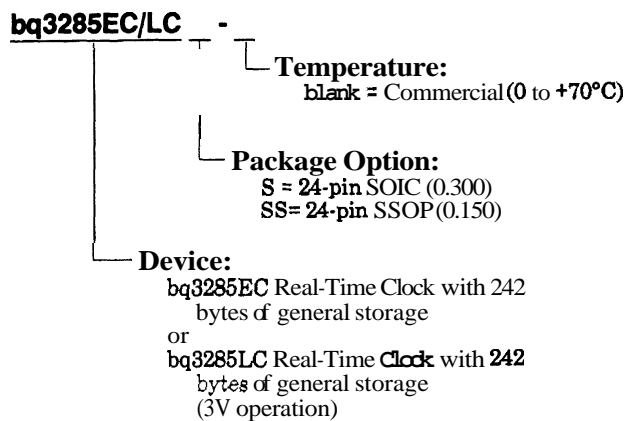 bq3285EC/LC _ - _
Temperature:
blank = Commercial (0 to +70°C)
Package Option:
S = 24-pin SOIC (0.300)
SS= 24-pin SSOP (0.150)
Device:
bq3285EC Real-Time Clock with 242
bytes of general storage
or
bq3285LC Real-Time Clock with 242
bytes of general storage
(3V operation)